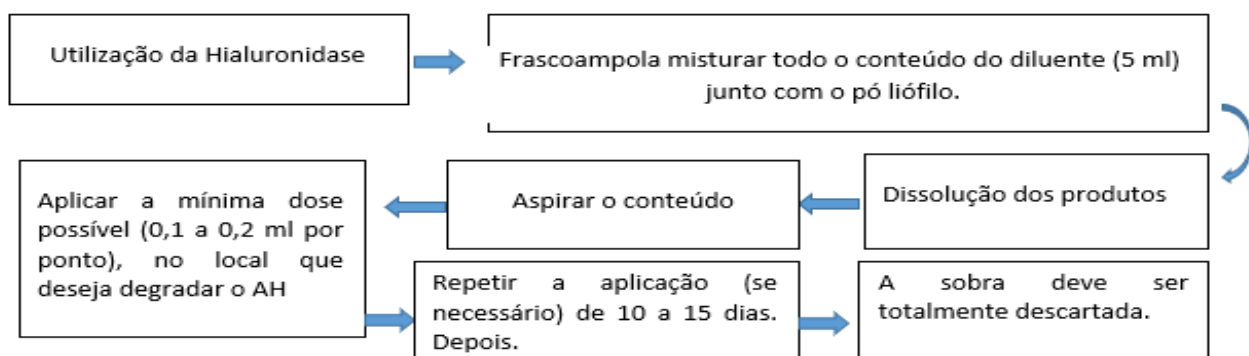 Utilização da Hialuronidase
Frascoampola misturar todo o conteúdo do diluente (5 ml)
junto com o pó liófilo.
Dissolução dos produtos
Aspirar o conteúdo
Aplicar a mínima dose
possível (0,1 a 0,2 ml por
ponto), no local que
deseja degradar o AH
Repetir a aplicação (se
necessário) de 10 a 15 dias.
Depois.
A sobra deve ser
totalmente descartada.